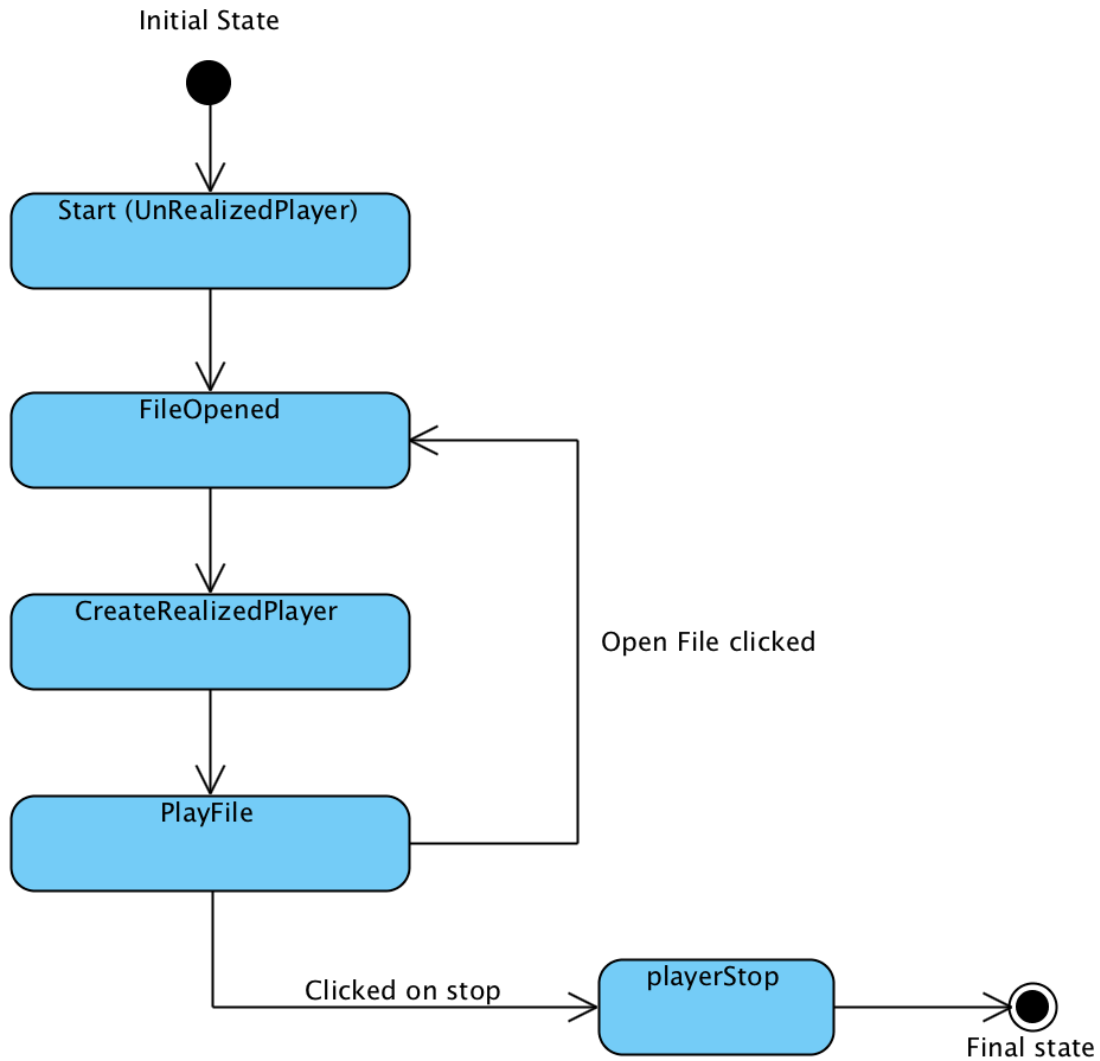 Initial State
Start (UnRealizedPlayer)
FileOpened
CreateRealizedPlayer
Open File clicked
PlayFile
playerStop
Clicked on stop
Final state